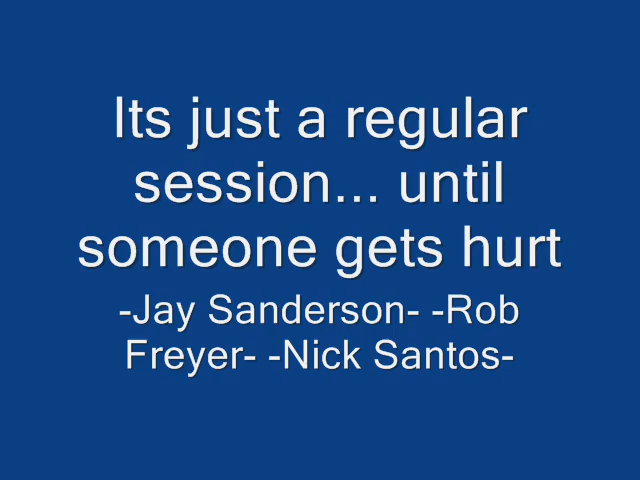 Its just a regular
session... until
someone gets hurt
-Jay Sanderson- -Rob
Freyer- -Nick Santos-